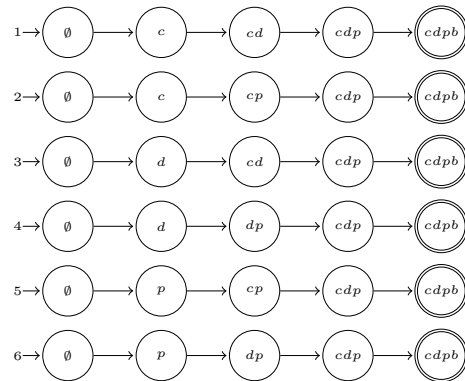 1 ∅ c cd cdp cdpb
2 ∅ c cp cdp cdpb
3 ∅ d cd cdp cdpb
4 ∅ d dp cdp cdpb
5 ∅ p cp cdp cdpb
6 ∅ p dp cdp cdpb